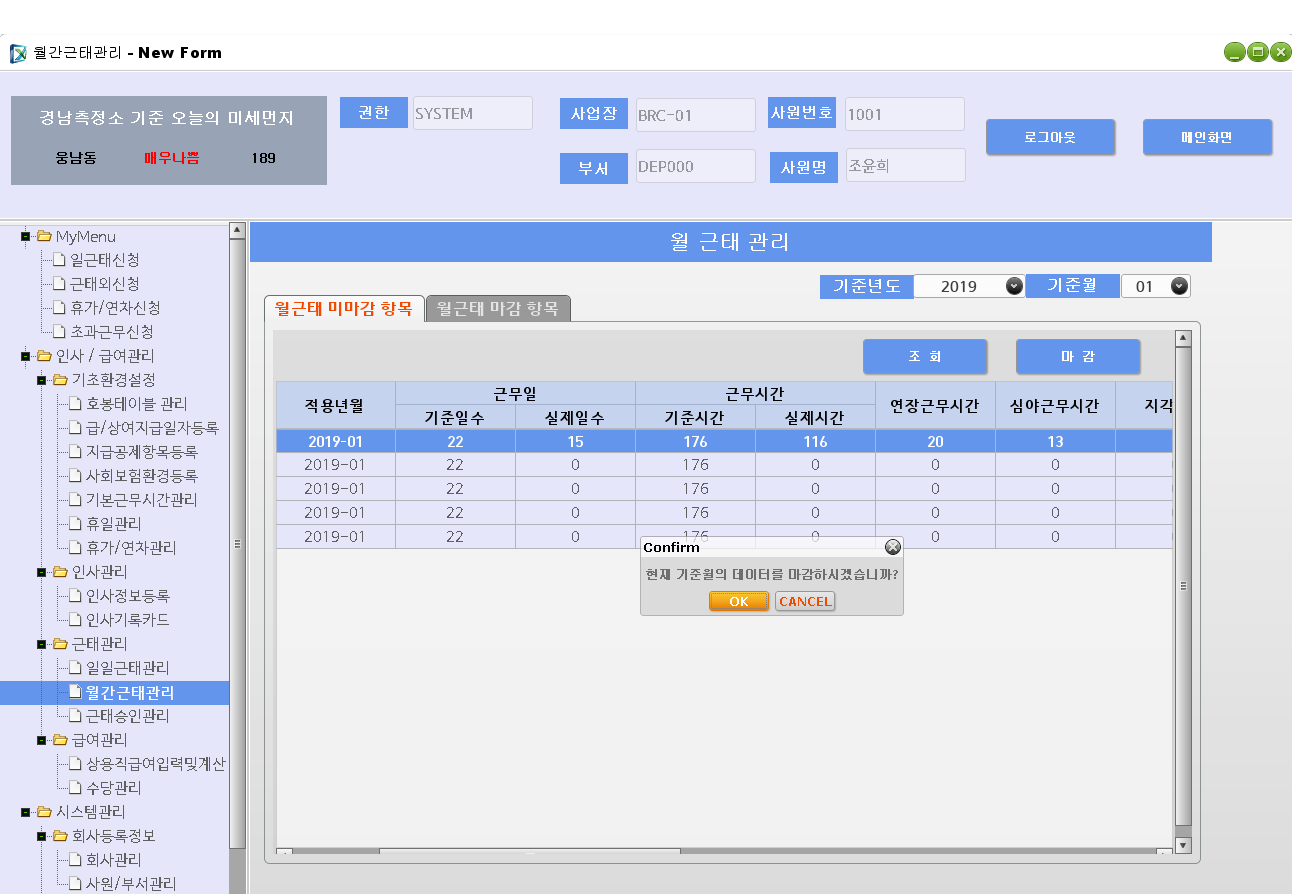 월간근태관리 - New Form
경남측정소 기준 오늘의 미세먼지
웅남동 매우나쁨 189
권한 SYSTEM
사업장 BRC-01
사원번호 1001
부서 DEP000
사원명 조윤희
로그아웃
메인화면
MyMenu
일근태신청
근태외신청
휴가/연차신청
초과근무신청
인사 / 급여관리
기초환경설정
호봉테이블 관리
급/상여지급일자등록
지급공제항목등록
사회보험환경등록
기본근무시간관리
휴일관리
휴가/연차관리
인사관리
인사정보등록
인사기록카드
근태관리
일일근태관리
월간근태관리
근태승인관리
급여관리
상용직급여입력및계산
수당관리
시스템관리
회사등록정보
회사관리
사원/부서관리
월 근태 관리
기준년도 2019 기준월 01
월근태 미마감 항목 월근태 마감 항목
조 회 마 감
적용년월 근무일 근무시간 연장근무시간 심야근무시간 지각
기준일수 실제일수 기준시간 실제시간
2019-01 22 15 176 116 20 13
2019-01 22 0 176 0 0 0
2019-01 22 0 176 0 0 0
2019-01 22 0 176 0 0 0
2019-01 22 0 176 0 0 0
Confirm
현재 기준월의 데이터를 마감하시겠습니까?
OK CANCEL